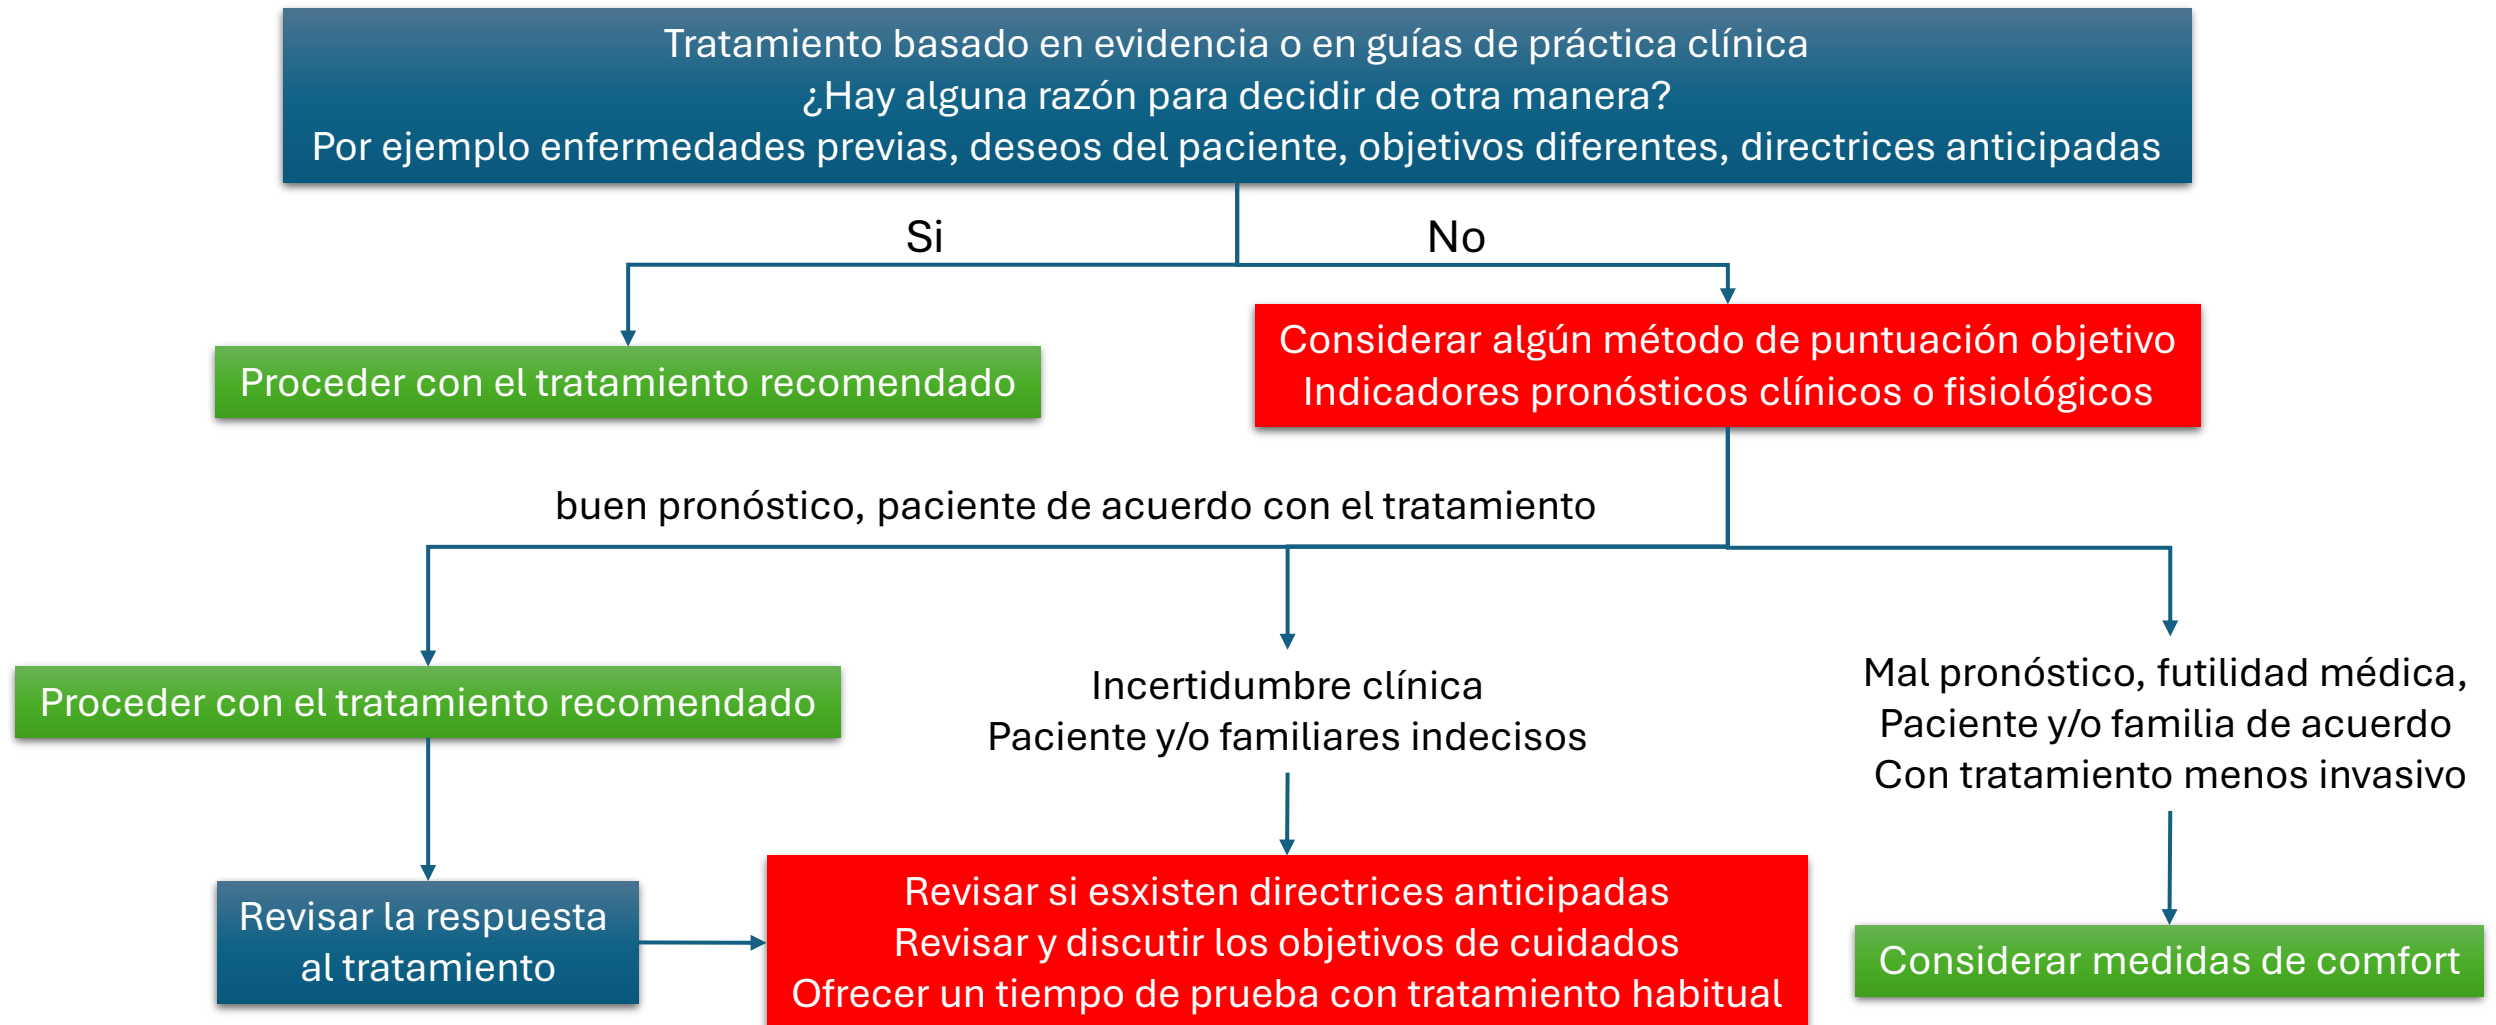 Tratamiento basado en evidencia o en guías de práctica clínica
¿Hay alguna razón para decidir de otra manera?
Por ejemplo enfermedades previas, deseos del paciente, objetivos diferentes, directrices anticipadas
Si
No
Proceder con el tratamiento recomendado
Considerar algún método de puntuación objetivo
Indicadores pronósticos clínicos o fisiológicos
buen pronóstico, paciente de acuerdo con el tratamiento
Proceder con el tratamiento recomendado
Incertidumbre clínica
Paciente y/o familiares indecisos
Mal pronóstico, futilidad médica,
Paciente y/o familia de acuerdo
Con tratamiento menos invasivo
Revisar la respuesta
al tratamiento
Revisar si esxisten directrices anticipadas
Revisar y discutir los objetivos de cuidados
Ofrecer un tiempo de prueba con tratamiento habitual
Considerar medidas de comfort